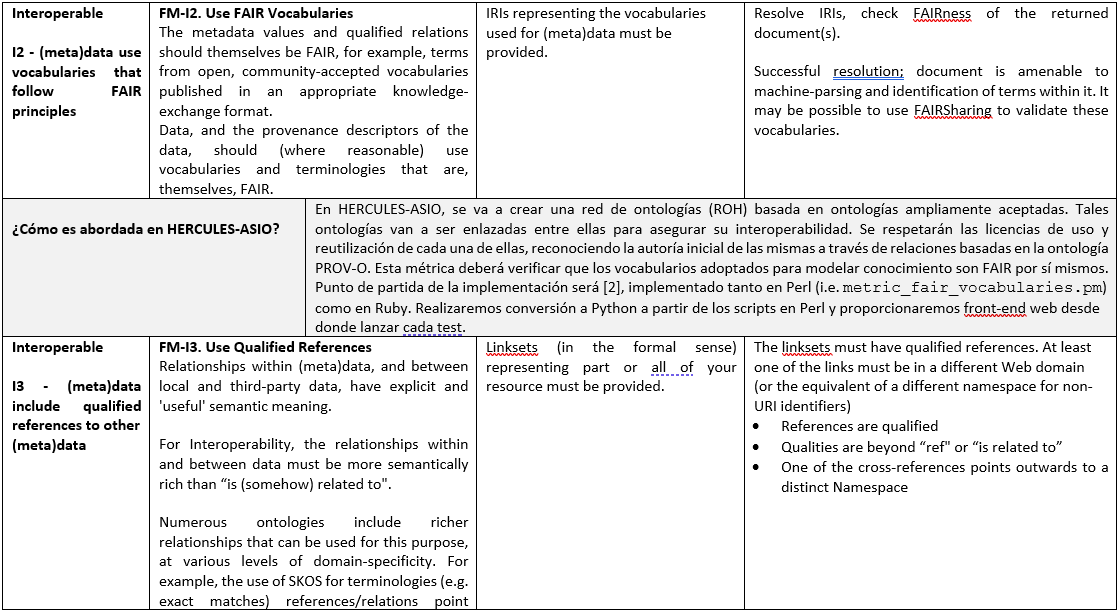 Interoperable
I2 - (meta)data use
vocabularies that
follow FAIR
principles
FM-I2. Use FAIR Vocabularies
The metadata values and qualified relations
should themselves be FAIR, for example, terms
from open, community-accepted vocabularies
published in an appropriate knowledge-
exchange format.
Data, and the provenance descriptors of the
data, should (where reasonable) use
vocabularies and terminologies that are,
themselves, FAIR.
IRIs representing the vocabularies
used for (meta)data must be
provided.
Resolve IRIs, check FAIRness of the returned
document(s).
Successful resolution; document is amenable to
machine-parsing and identification of terms within it. It
may be possible to use FAIRSharing to validate these
vocabularies.
¿Cómo es abordada en HERCULES-ASIO?
En HERCULES-ASIO, se va a crear una red de ontologías (ROH) basada en ontologías ampliamente aceptadas. Tales
ontologías van a ser enlazadas entre ellas para asegurar su interoperabilidad. Se respetarán las licencias de uso y
reutilización de cada una de ellas, reconociendo la autoría inicial de las mismas a través de relaciones basadas en la ontología
PROV-O. Esta métrica deberá verificar que los vocabularios adoptados para modelar conocimiento son FAIR por sí mismos.
Punto de partida de la implementación será [2], implementado tanto en Perl (i.e. metric_fair_vocabularies.pm)
como en Ruby. Realizaremos conversión a Python a partir de los scripts en Perl y proporcionaremos front-end web desde
donde lanzar cada test.
Interoperable
I3 - (meta)data
include qualified
references to other
(meta)data
FM-I3. Use Qualified References
Relationships within (meta)data, and between
local and third-party data, have explicit and
'useful' semantic meaning.
For Interoperability, the relationships within
and between data must be more semantically
rich than “is (somehow) related to".
Numerous ontologies include richer
relationships that can be used for this purpose,
at various levels of domain-specificity. For
example, the use of SKOS for terminologies (e.g.
exact matches) references/relations point
Linksets (in the formal sense)
representing part or all of your
resource must be provided.
The linksets must have qualified references. At least
one of the links must be in a different Web domain
(or the equivalent of a different namespace for non-
URI identifiers)
• References are qualified
• Qualities are beyond “ref" or “is related to”
• One of the cross-references points outwards to a
distinct Namespace